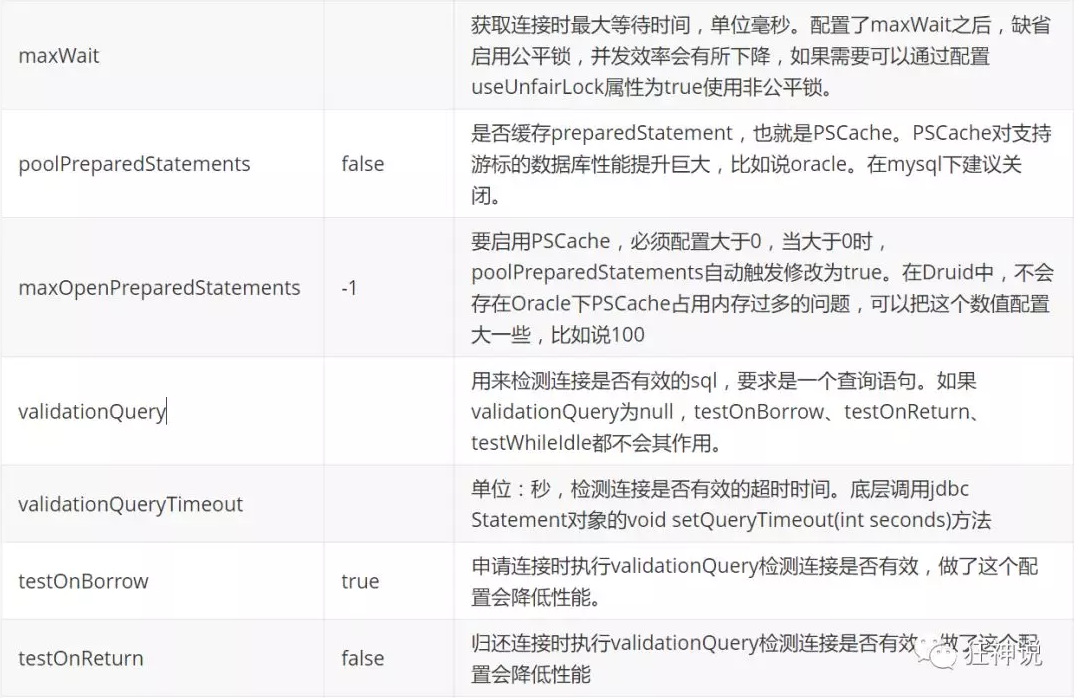 maxWait
获取连接时最大等待时间，单位毫秒。配置了maxWait之后，缺省
启用公平锁，并发效率会有所下降，如果需要可以通过配置
useUnfairLock属性为true使用非公平锁。
poolPreparedStatements
false
是否缓存preparedStatement，也就是PSCache。PSCache对支持
游标的数据库性能提升巨大，比如说oracle。在mysql下建议关
闭。
maxOpenPreparedStatements
-1
要启用PSCache，必须配置大于0，当大于0时，
poolPreparedStatements自动触发修改为true。在Druid中，不会
存在Oracle下PSCache占用内存过多的问题，可以把这个数值配置
大一些，比如说100
validationQuery
用来检测连接是否有效的sql，要求是一个查询语句。如果
validationQuery为null，testOnBorrow、testOnReturn、
testWhileIdle都不会其作用。
validationQueryTimeout
单位：秒，检测连接是否有效的超时时间。底层调用jdbc
Statement对象的void setQueryTimeout(int seconds)方法
testOnBorrow
true
申请连接时执行validationQuery检测连接是否有效，做了这个配
置会降低性能。
testOnReturn
false
归还连接时执行validationQuery检测连接是否有效，做了这个配
置会降低性能
狂神说